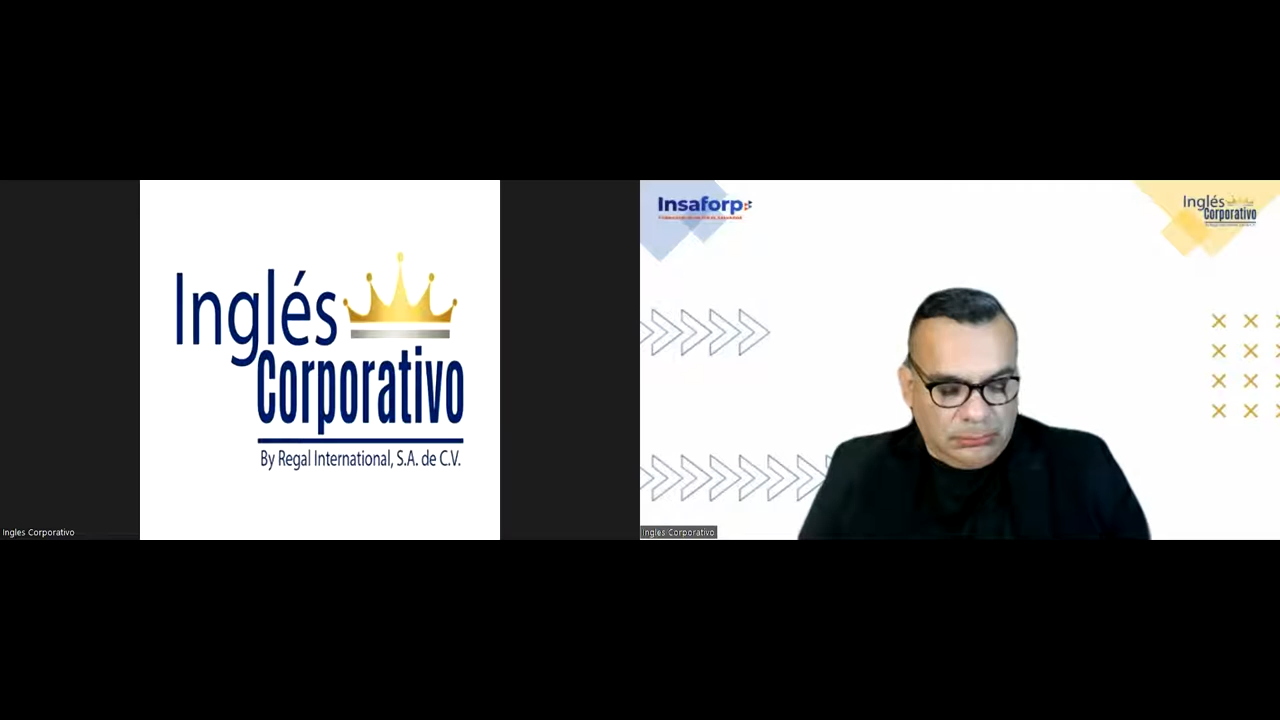 Inglés
Corporativo
By Regal International, S.A. de C.V.
Ingles Corporativo
Insaforp
Inglés
Corporativo
Ingles Corporativo